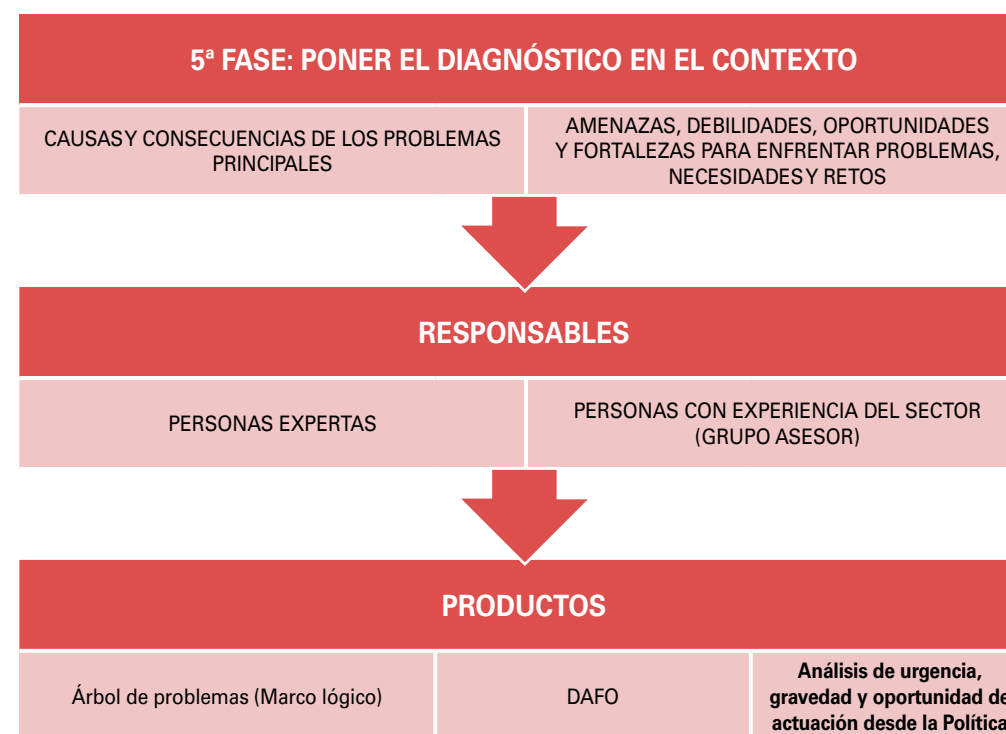 5ª FASE: PONER EL DIAGNÓSTICO EN EL CONTEXTO
CAUSAS Y CONSECUENCIAS DE LOS PROBLEMAS
PRINCIPALES
AMENAZAS, DEBILIDADES, OPORTUNIDADES
Y FORTALEZAS PARA ENFRENTAR PROBLEMAS,
NECESIDADES Y RETOS
RESPONSABLES
PERSONAS EXPERTAS
PERSONAS CON EXPERIENCIA DEL SECTOR
(GRUPO ASESOR)
PRODUCTOS
Árbol de problemas (Marco lógico)
DAFO
Análisis de urgencia,
gravedad y oportunidad de
actuación desde la Política